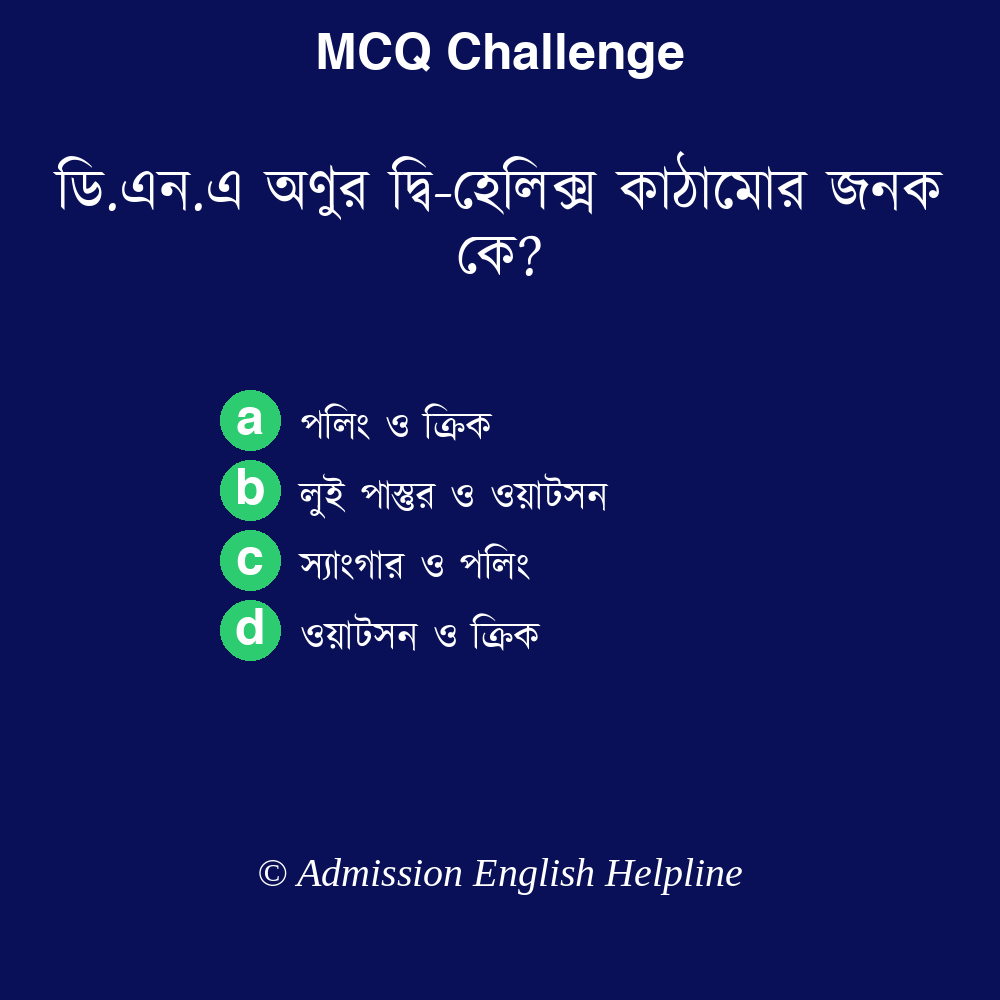 MCQ Challenge
ডি.এন.এ অণুর দ্বি-হেলিক্স কাঠামোর জনক
কে?
a পলিং ও ক্রিক
b লুই পাস্তুর ও ওয়াটসন
c স্যাংগার ও পলিং
d ওয়াটসন ও ক্রিক
© Admission English Helpline